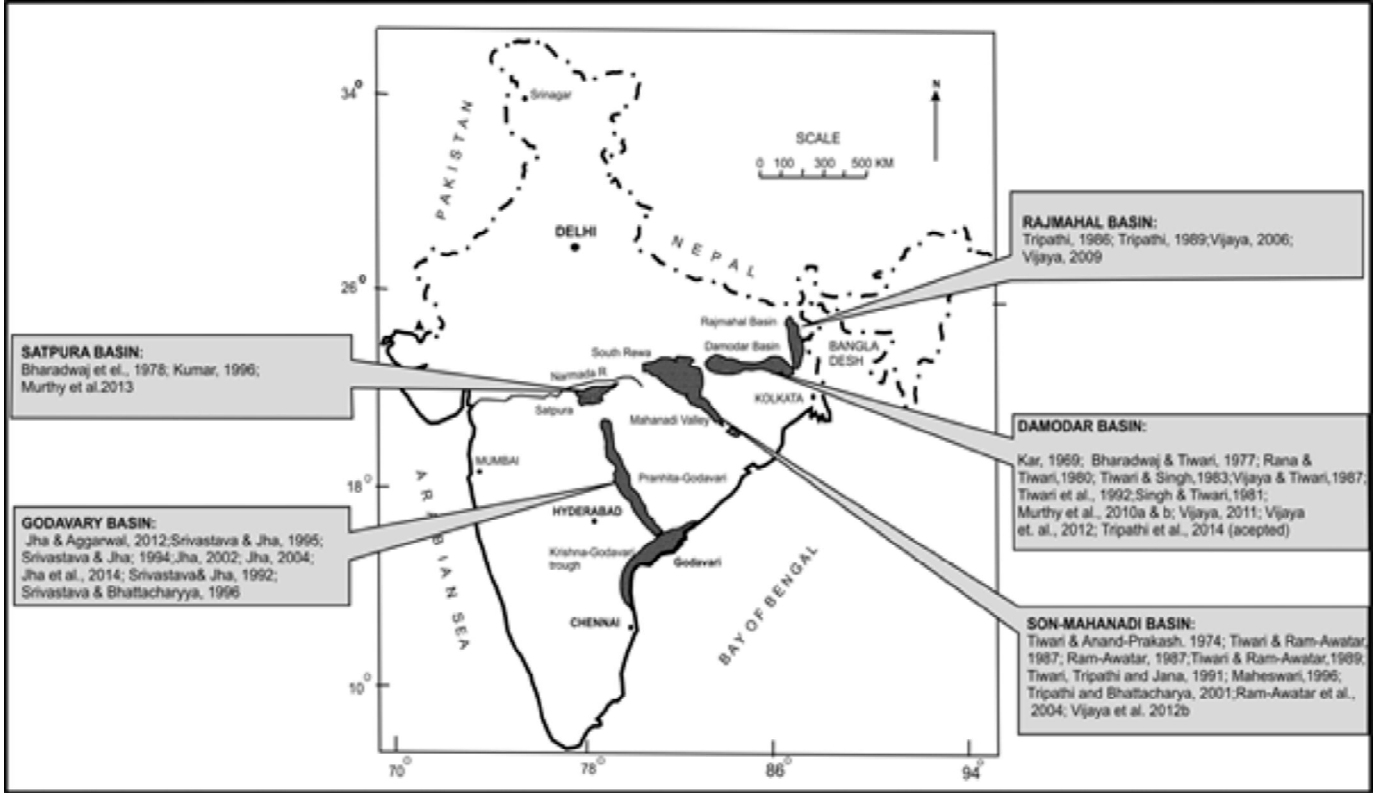 34°
26°
18°
10°
70°
78°
86°
94°
N
SCALE
0 100 300 500 KM
PAKISTAN
Srinagar
DELHI
NEPAL
Rajmahal Basin
Damodar Basin
BANGLA
DESH
South Rewa
Narmada R.
Satpura
KOLKATA
Mahanadi Valley
MUMBAI
Pranhita-Godavari
HYDERABAD
Krishna-Godavari
trough
Godavari
CHENNAI
ARABIAN SEA
BAY OF BENGAL
RAJMAHAL BASIN:
Tripathi, 1986; Tripathi, 1989;Vijaya, 2006;
Vijaya, 2009
SATPURA BASIN:
Bharadwaj et el., 1978; Kumar, 1996;
Murthy et al.2013
DAMODAR BASIN:
Kar, 1969; Bharadwaj & Tiwari, 1977; Rana &
Tiwari,1980; Tiwari & Singh,1983;Vijaya & Tiwari,1987;
Tiwari et al., 1992;Singh & Tiwari,1981;
Murthy et al., 2010a & b; Vijaya, 2011; Vijaya
et. al., 2012; Tripathi et al., 2014 (acepted)
GODAVARY BASIN:
Jha & Aggarwal, 2012;Srivastava & Jha, 1995;
Srivastava & Jha; 1994;Jha, 2002; Jha, 2004;
Jha et al., 2014; Srivastava& Jha, 1992;
Srivastava & Bhattacharyya, 1996
SON-MAHANADI BASIN:
Tiwari & Anand-Prakash. 1974; Tiwari & Ram-Awatar,
1987; Ram-Awatar, 1987;Tiwari & Ram-Awatar,1989;
Tiwari, Tripathi and Jana, 1991; Maheswari,1996;
Tripathi and Bhattacharya, 2001;Ram-Awatar et al.,
2004; Vijaya et al. 2012b